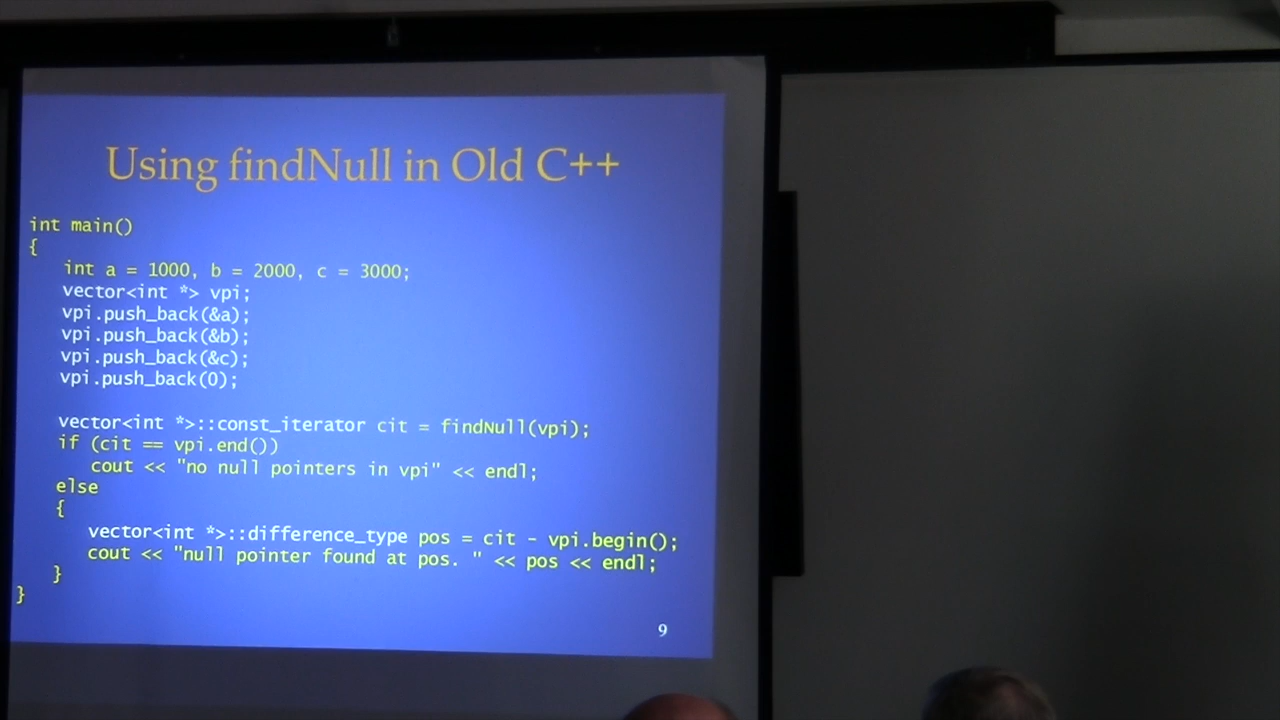 Using findNull in Old C++
int main()
{
int a = 1000, b = 2000, c = 3000;
vector<int *> vpi;
vpi.push_back(&a);
vpi.push_back(&b);
vpi.push_back(&c);
vpi.push_back(0);
vector<int *>::const_iterator cit = findNull(vpi);
if (cit == vpi.end())
cout << "no null pointers in vpi" << endl;
else
{
vector<int *>::difference_type pos = cit - vpi.begin();
cout << "null pointer found at pos. " << pos << endl;
}
}
9